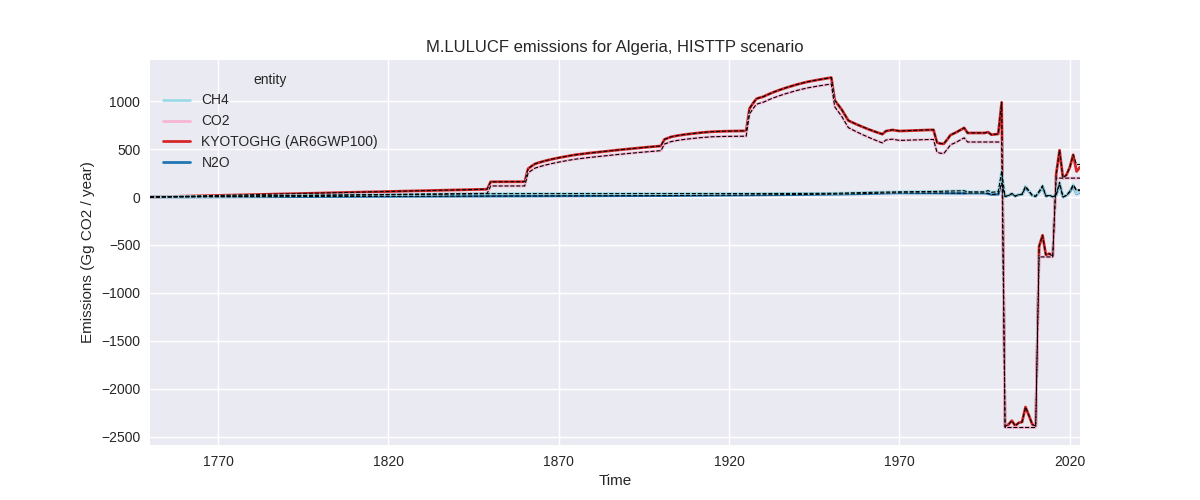 M.LULUCF emissions for Algeria, HISTTP scenario
entity
CH4
CO2
KYOTOGHG (AR6GWP100)
N2O
Emissions (Gg CO2 / year)
1000
500
0
−500
−1000
−1500
−2000
−2500
1770 1820 1870 1920 1970 2020
Time